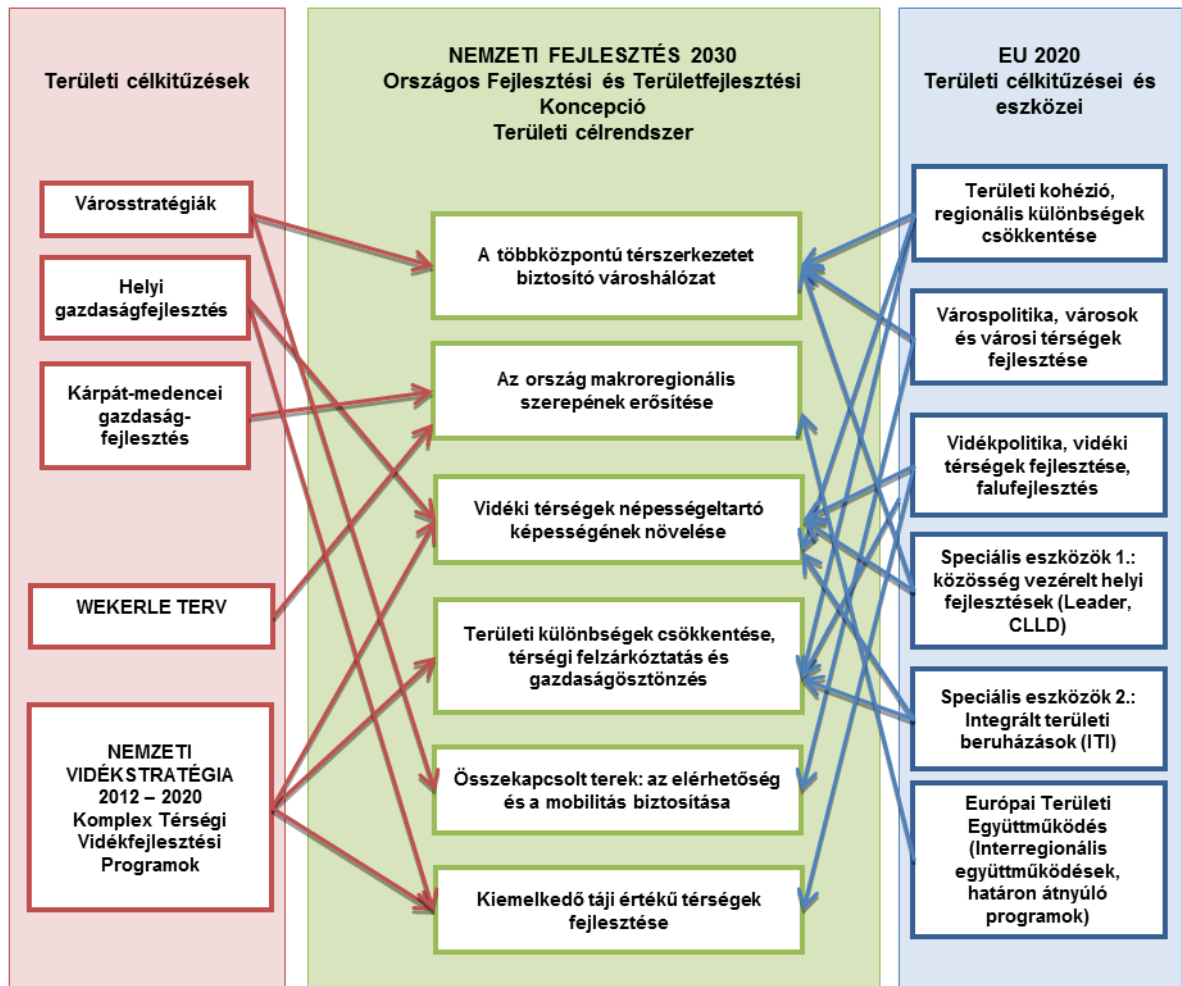 Területi célkitűzések
Városstratégiák
Helyi
gazdaságfejlesztés
Kárpát-medencei
gazdaság-
fejlesztés
WEKERLE TERV
NEMZETI
VIDÉKSTRATÉGIA
2012 – 2020
Komplex Térségi
Vidékfejlesztési
Programok
NEMZETI FEJLESZTÉS 2030
Országos Fejlesztési és Területfejlesztési
Koncepció
Területi célrendszer
A többközpontú térszerkezetet
biztosító városhálózat
Az ország makroregionális
szerepének erősítése
Vidéki térségek népességeltartó
képességének növelése
Területi különbségek csökkentése,
térségi felzárkóztatás és
gazdaságösztönzés
Összekapcsolt terek: az elérhetőség
és a mobilitás biztosítása
Kiemelkedő táji értékű térségek
fejlesztése
EU 2020
Területi célkitűzései és
eszközei
Területi kohézió,
regionális különbségek
csökkentése
Várospolitika, városok
és városi térségek
fejlesztése
Vidékpolitika, vidéki
térségek fejlesztése,
falufejlesztés
Speciális eszközök 1.:
közösség vezérelt helyi
fejlesztések (Leader,
CLLD)
Speciális eszközök 2.:
Integrált területi
beruházások (ITI)
Európai Területi
Együttműködés
(Interregionális
együttműködések,
határon átnyúló
programok)